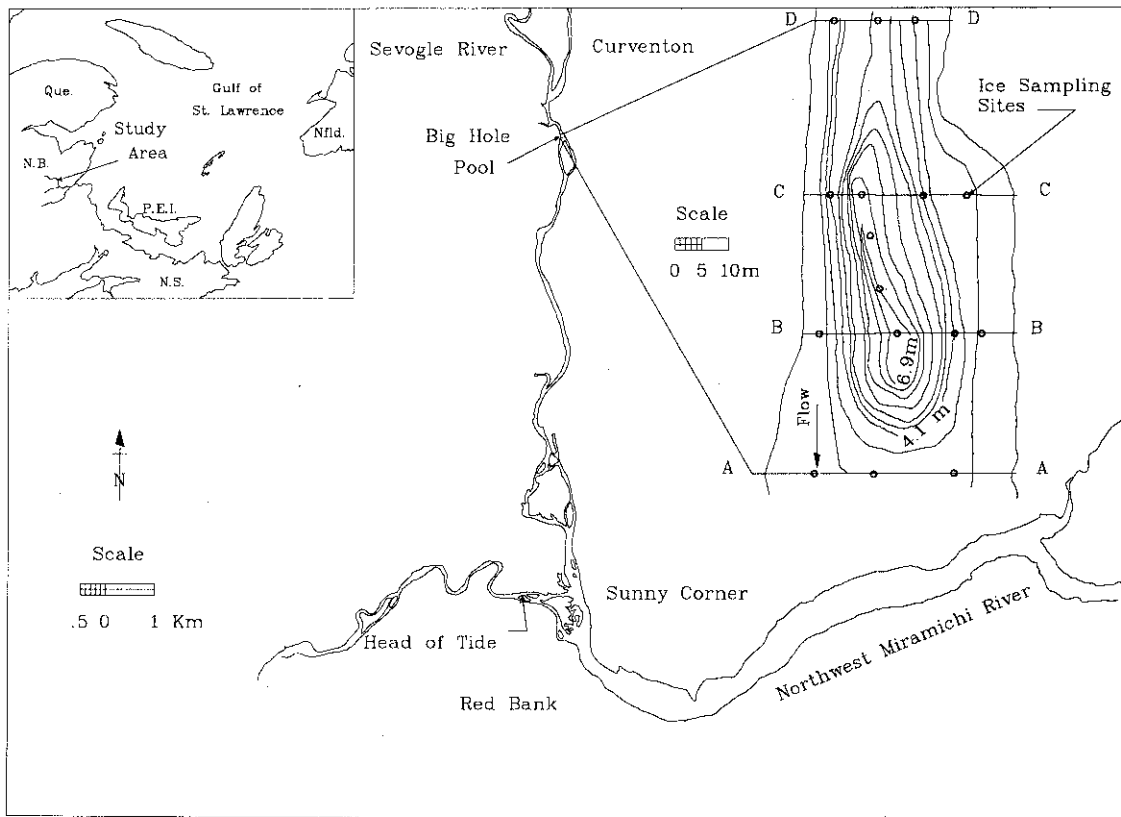 Que.
Gulf of
St. Lawrence
Study
Area
N.B.
Nfld.
P.E.I.
N.S.
Sevogle River
Curventon
Big Hole
Pool
D
D
Ice Sampling
Sites
C
C
Scale
0 5 10m
B
B
6.9m
4.1 m
Flow
A
A
N
Scale
.5 0 1 Km
Sunny Corner
Head of Tide
Red Bank
Northwest Miramichi River